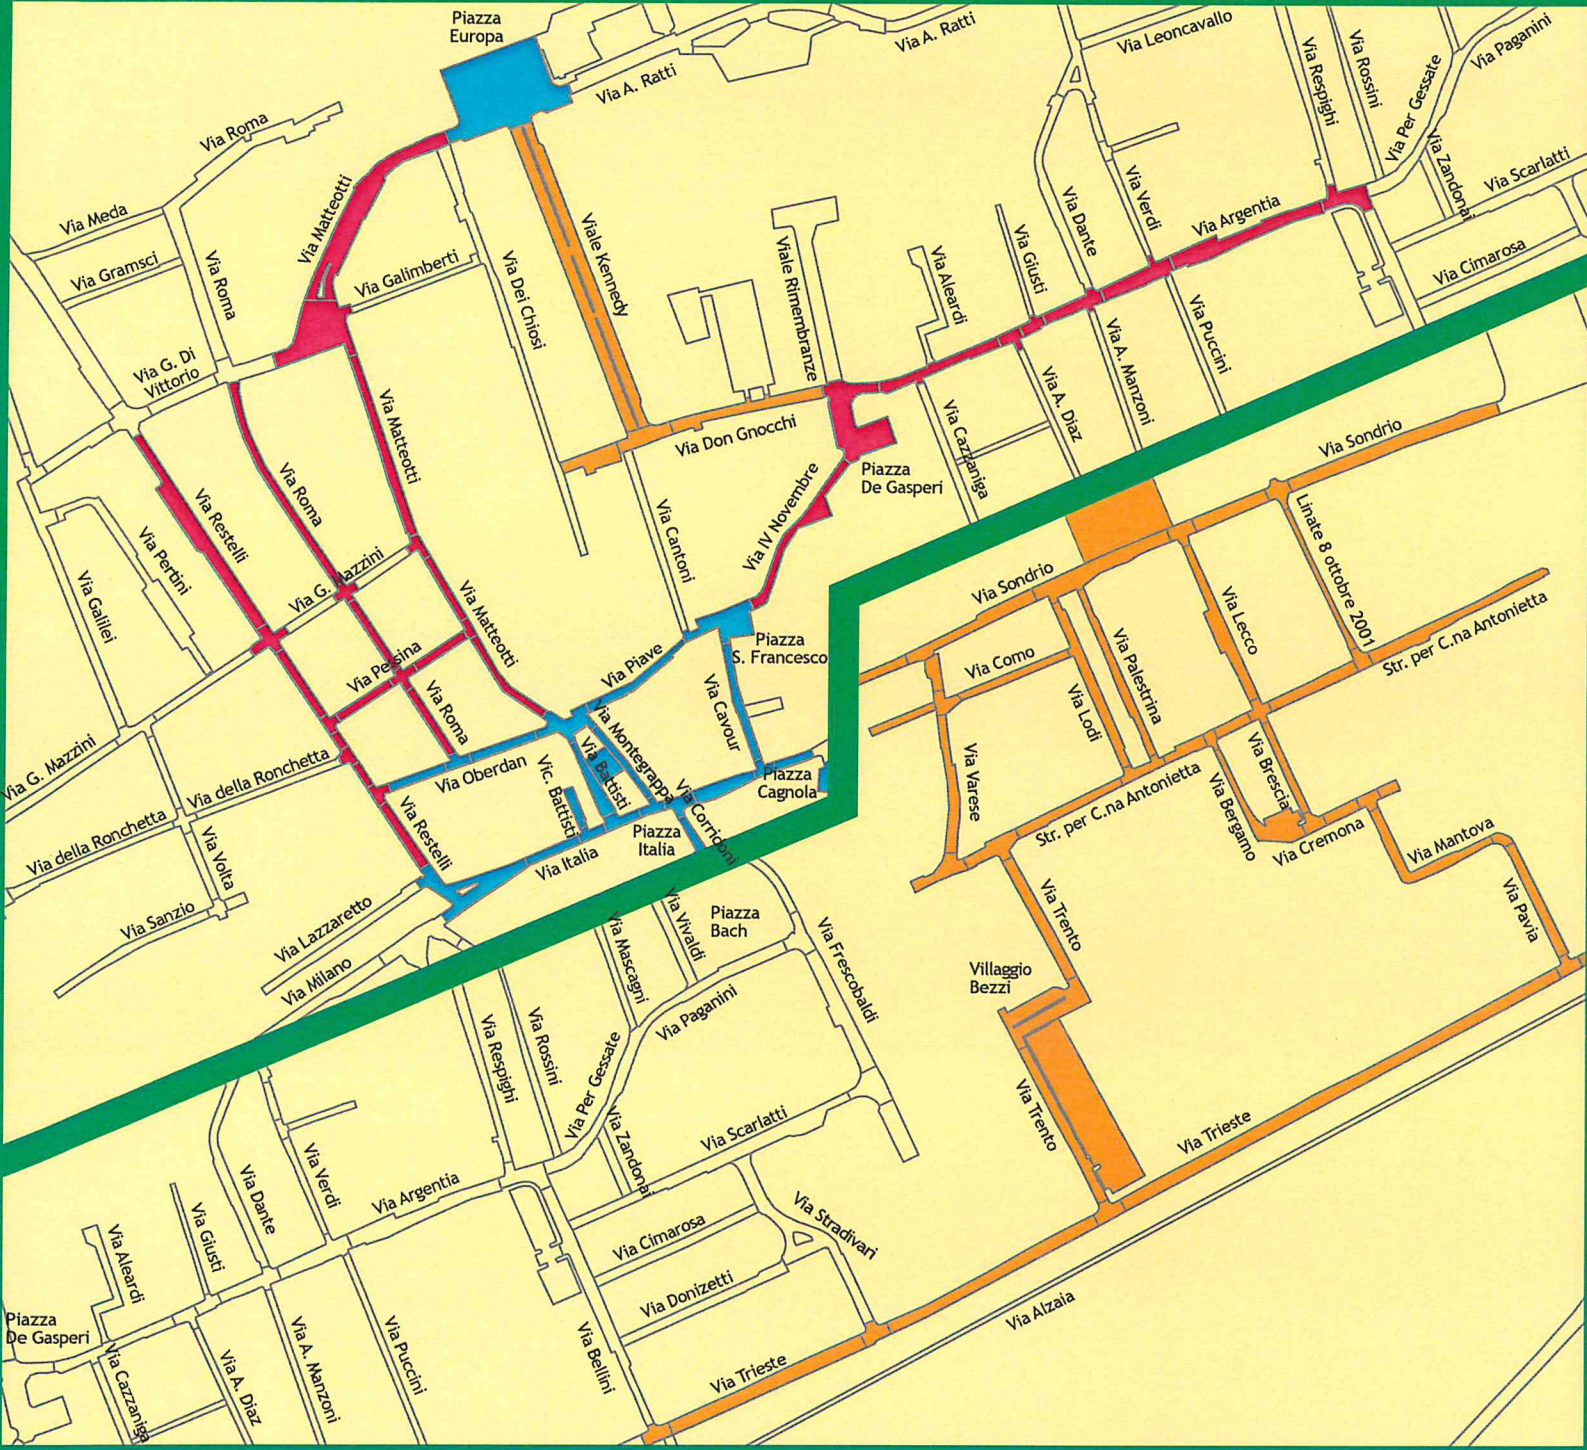 Piazza
Europa
Via A. Ratti
Via A. Ratti
Via Leoncavallo
Via Respighi
Via Rossini
Via Per Gessate
Via Paganini
Via Zandonai
Via Scarlatti
Via Cimarosa
Via Roma
Via Meda
Via Gramsci
Via Roma
Via Matteotti
Via Galimberti
Via Dei Chiosi
Viale Kennedy
Viale Rimembranze
Via Aleardi
Via Giusti
Via Dante
Via Verdi
Via Argentia
Via Puccini
Via A. Manzoni
Via A. Diaz
Via Cazzaniga
Via G. Di
Vittorio
Via Matteotti
Via Don Gnocchi
Piazza
De Gasperi
Via IV Novembre
Via Cantoni
Via Restelli
Via Roma
Via Pertini
Via Galilei
Via G. Mazzini
Via Matteotti
Via Pessina
Via Roma
Via Piave
Piazza
S. Francesco
Via Cavour
Via Montegrappa
Via Battisti
Vic. Battisti
Via Oberdan
Via G. Mazzini
Via della Ronchetta
Via della Ronchetta
Via Restelli
Via Volta
Via Sanzio
Via Lazzaretto
Via Milano
Via Italia
Piazza
Italia
Via Corridoni
Piazza
Cagnola
Via Sondrio
Via Sondrio
Linate 8 ottobre 2001
Str. per C.na Antonietta
Via Lecco
Via Palestrina
Via Lodi
Via Como
Via Varese
Str. per C.na Antonietta
Via Brescia
Via Bergamo
Via Cremona
Via Mantova
Via Pavia
Via Trento
Villaggio
Bezzi
Via Trento
Via Trieste
Via Alzaia
Via Trieste
Via Mascagni
Via Vivaldi
Piazza
Bach
Via Frescobaldi
Via Paganini
Via Respighi
Via Rossini
Via Per Gessate
Via Zandonai
Via Scarlatti
Via Stradivari
Via Cimarosa
Via Donizetti
Via Bellini
Via Verdi
Via Dante
Via Argentia
Via Giusti
Via Aleardi
Piazza
De Gasperi
Via Cazzaniga
Via A. Diaz
Via A. Manzoni
Via Puccini